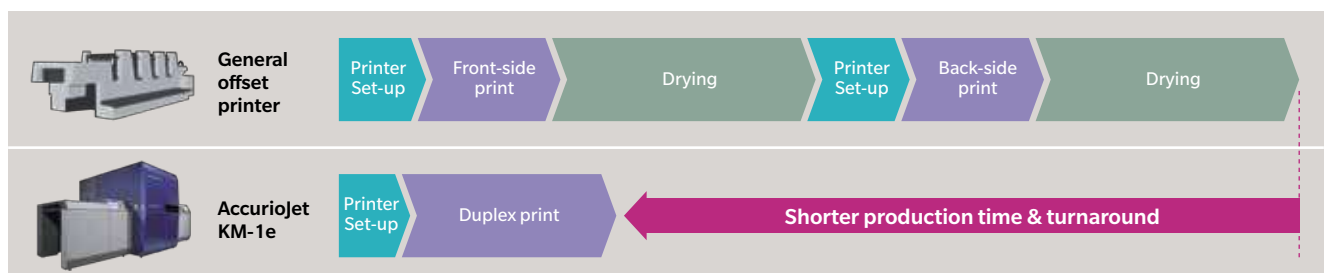 General
offset
printer
Printer
Set-up
Front-side
print
Drying
Printer
Set-up
Back-side
print
Drying
AccurioJet
KM-1e
Printer
Set-up
Duplex print
Shorter production time & turnaround